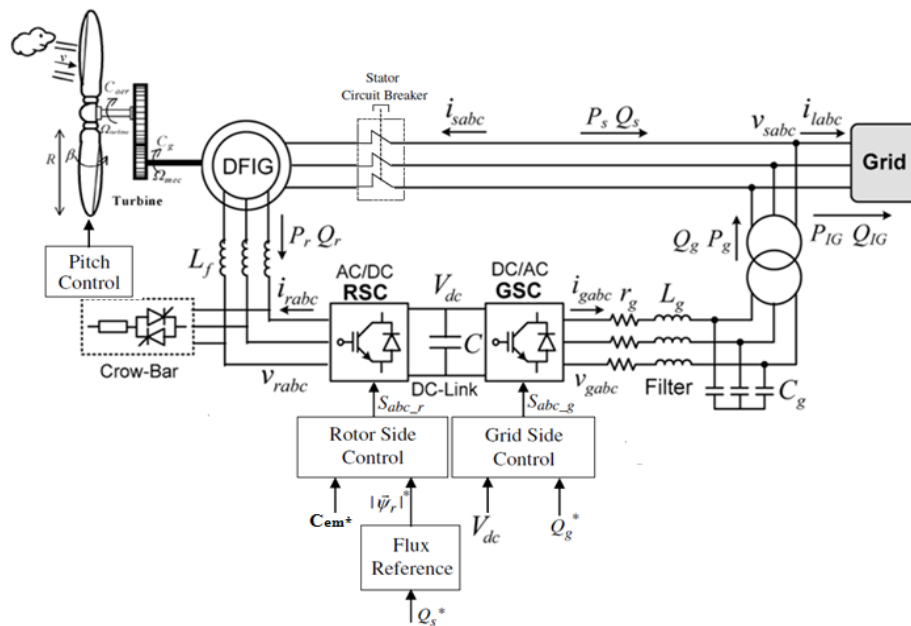 v
C_aer
Ω_turbine
C_g
Ω_mec
R
β
Turbine
Pitch
Control
DFIG
Stator
Circuit Breaker
i_sabc
P_s Q_s
v_sabc
i_labc
Grid
P_r Q_r
L_f
i_rabc
AC/DC
RSC
V_dc
C
DC/AC
GSC
i_gabc
r_g
L_g
Q_g P_g
P_IG Q_IG
Crow-Bar
v_rabc
DC-Link
v_gabc
Filter
C_g
S_abc_r
S_abc_g
Rotor Side
Control
Grid Side
Control
Cem*
|ψ⃗_r|*
V_dc
Q_g*
Flux
Reference
Q_s*